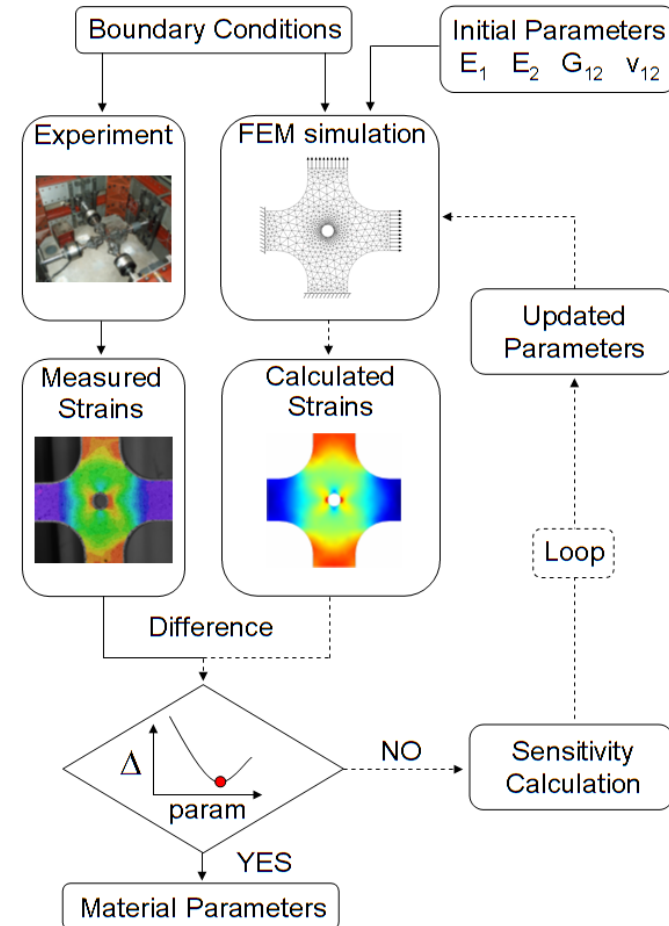 Boundary Conditions
Initial Parameters
E₁ E₂ G₁₂ ν₁₂
Experiment
FEM simulation
Measured
Strains
Calculated
Strains
Updated
Parameters
Loop
Difference
Δ
param
NO
Sensitivity
Calculation
YES
Material Parameters